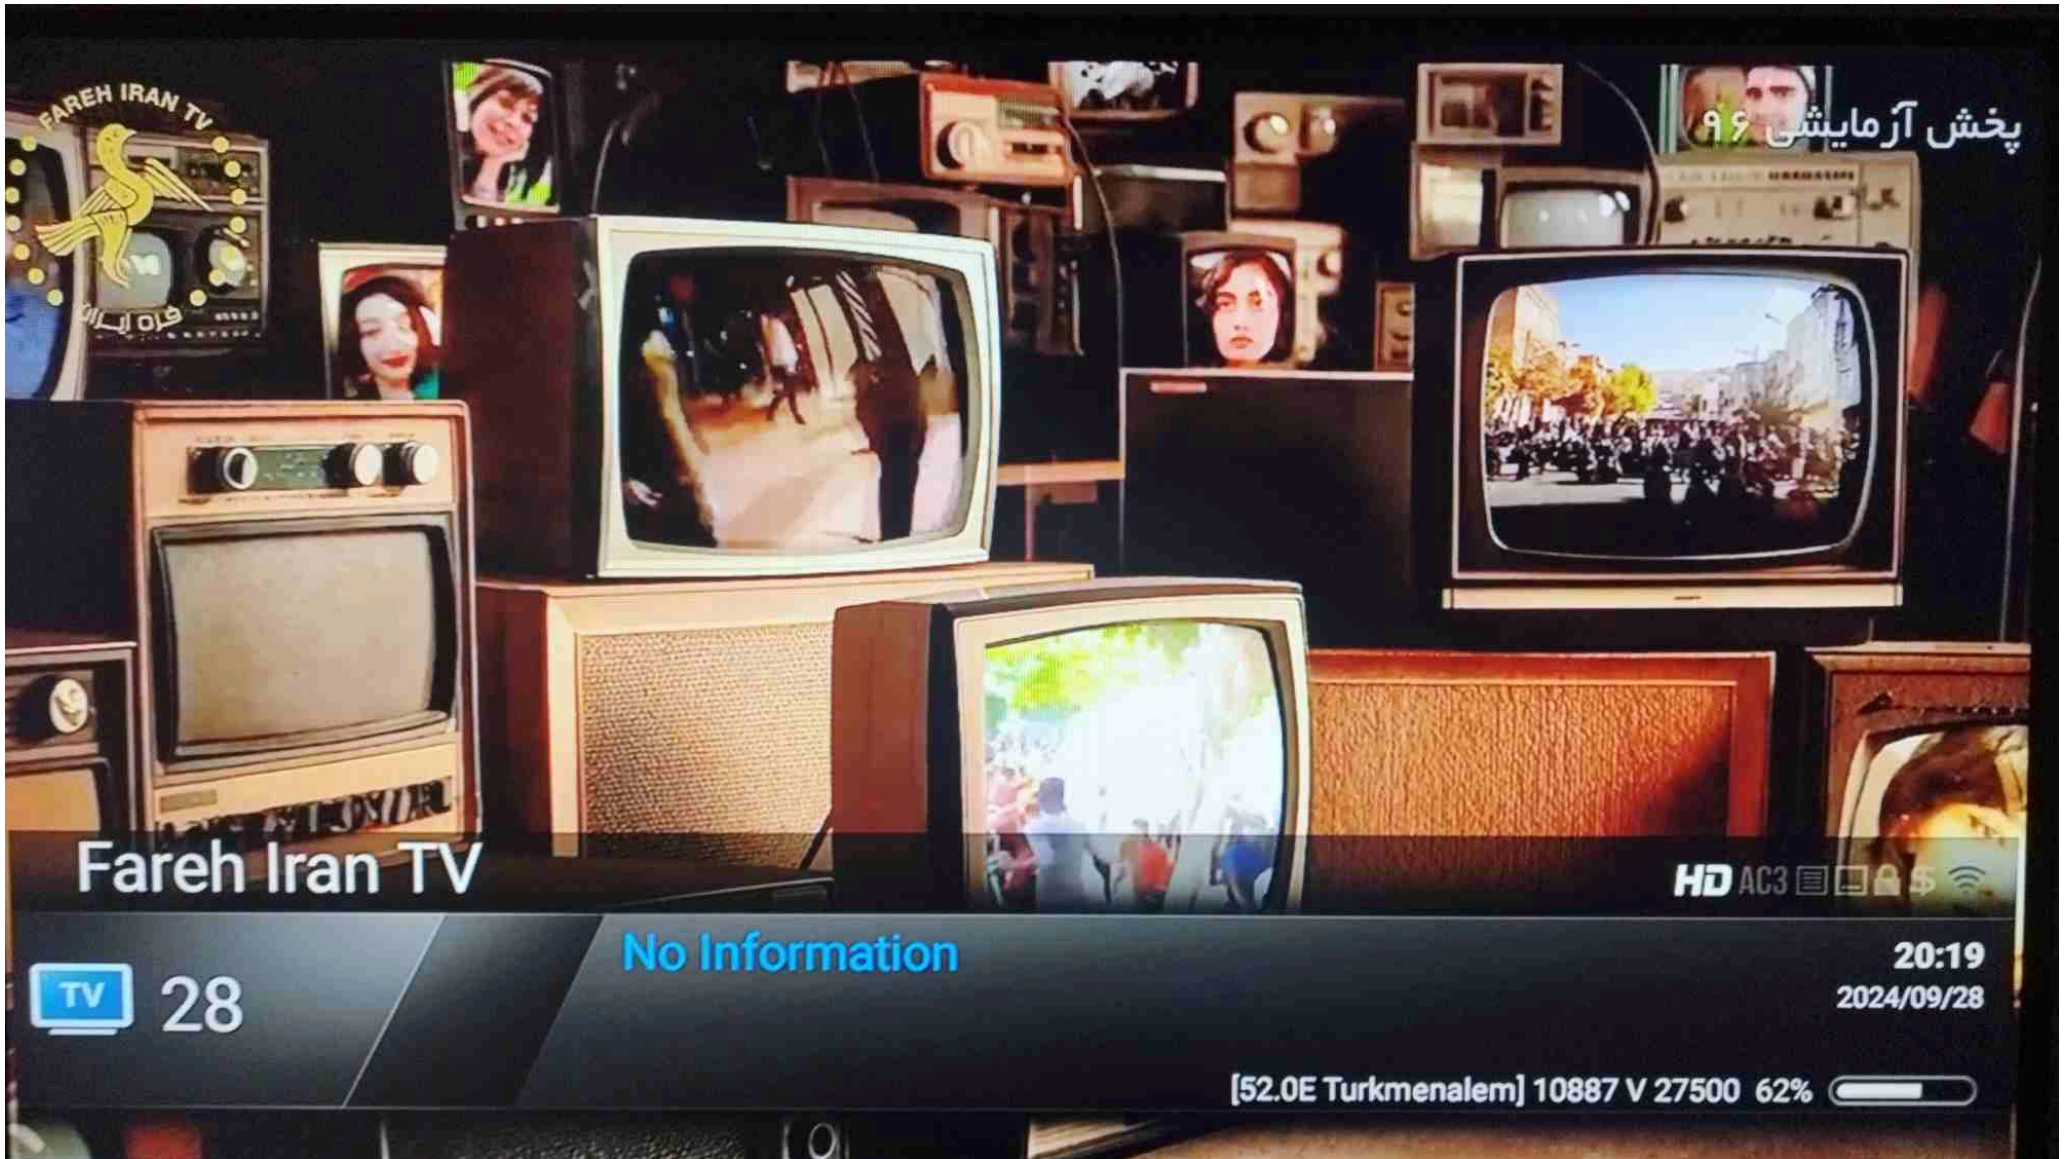 FAREH IRAN TV
فره ایران
پخش آزمایشی ۹۶
Fareh Iran TV
HD AC3
TV 28
No Information
20:19
2024/09/28
[52.0E Turkmenalem] 10887 V 27500 62%